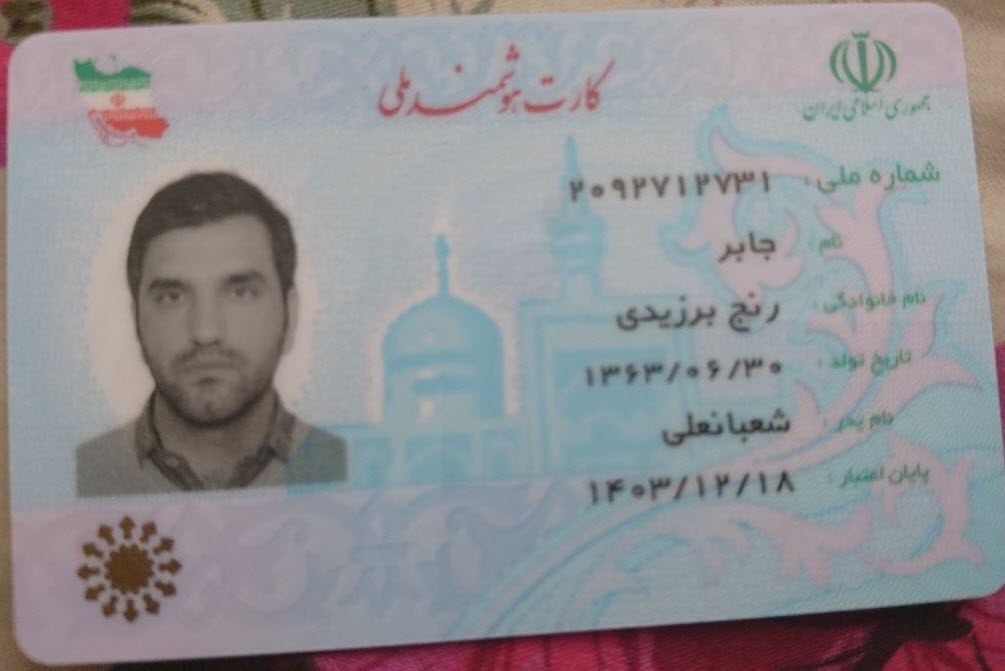 کارت هوشمند ملی
جمهوری اسلامی ایران
شماره ملی: ۲۰۹۲۷۱۲۷۳۱
نام: جابر
نام خانوادگی: رنج برزیدی
تاریخ تولد: ۱۳۶۳/۰۶/۳۰
نام پدر: شعبانعلی
پایان اعتبار: ۱۴۰۳/۱۲/۱۸